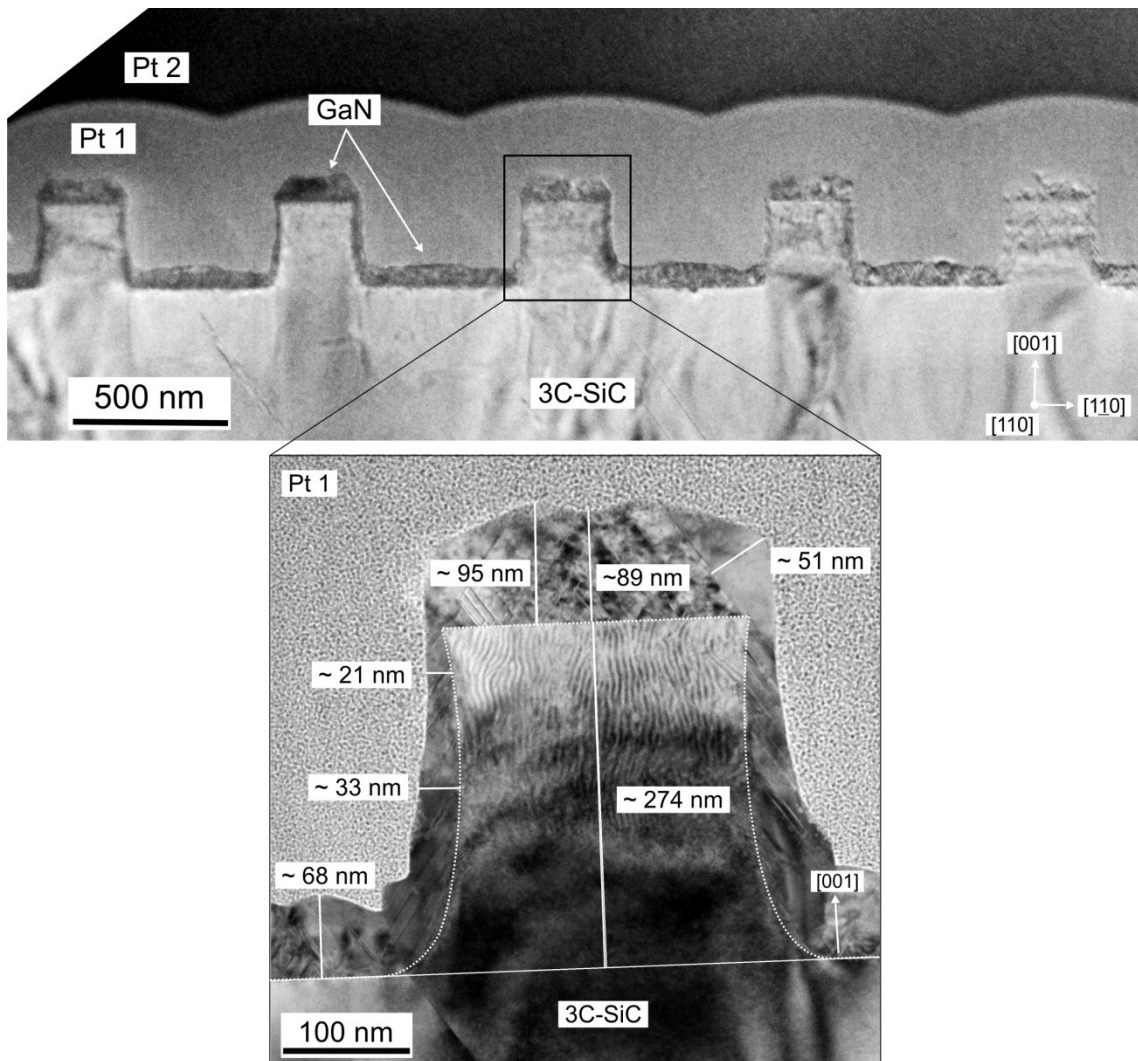 Pt 2
GaN
Pt 1
[001]
500 nm
3C-SiC
[110]
[1͟10]
Pt 1
~ 95 nm
~89 nm
~ 51 nm
~ 21 nm
~ 33 nm
~ 274 nm
~ 68 nm
[001]
100 nm
3C-SiC